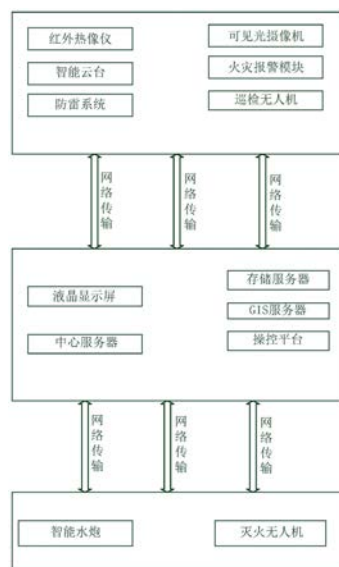 红外热像仪
可见光摄像机
智能云台
火灾报警模块
防雷系统
巡检无人机
网络传输
网络传输
网络传输
液晶显示屏
存储服务器
GIS服务器
中心服务器
操控平台
网络传输
网络传输
网络传输
智能水炮
灭火无人机